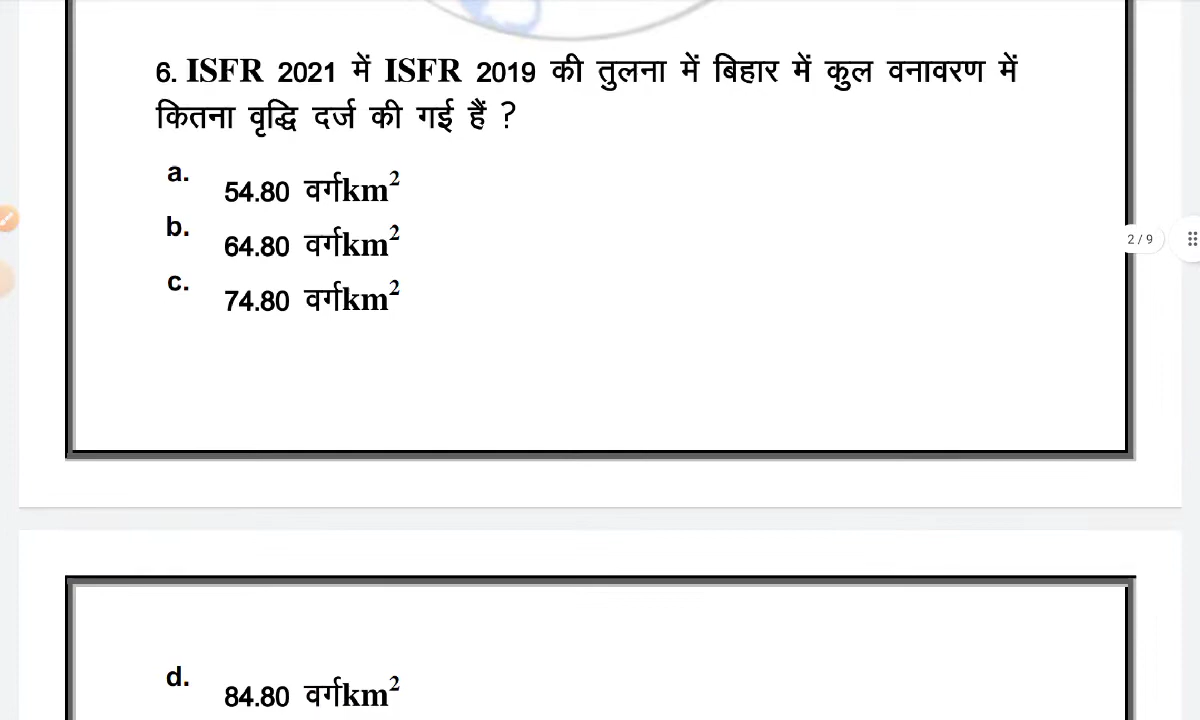 6. ISFR 2021 में ISFR 2019 की तुलना में बिहार में कुल वनावरण में
कितना वृद्धि दर्ज की गई हैं ?
a. 54.80 वर्गkm²
b. 64.80 वर्गkm²
2 / 9
c. 74.80 वर्गkm²
d. 84.80 वर्गkm²